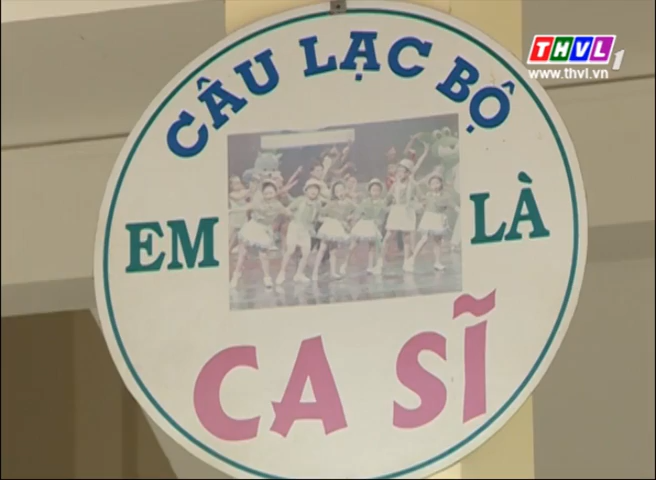 THVL1
www.thvl.vn
CÂU LẠC BỘ
EM LÀ
CA SĨ